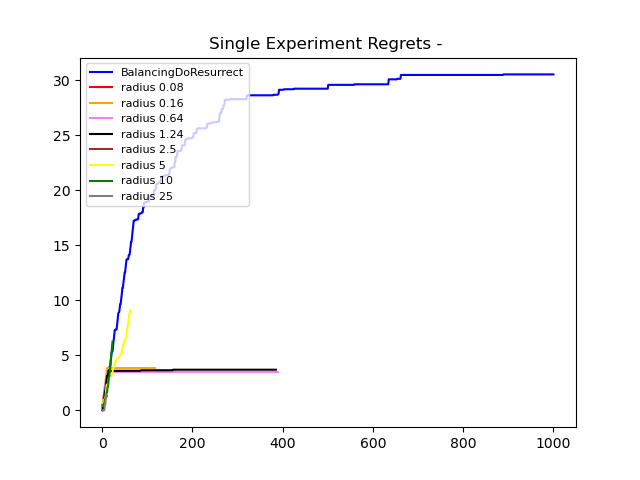 Single Experiment Regrets -
BalancingDoResurrect
radius 0.08
radius 0.16
radius 0.64
radius 1.24
radius 2.5
radius 5
radius 10
radius 25
30
25
20
15
10
5
0
0 200 400 600 800 1000